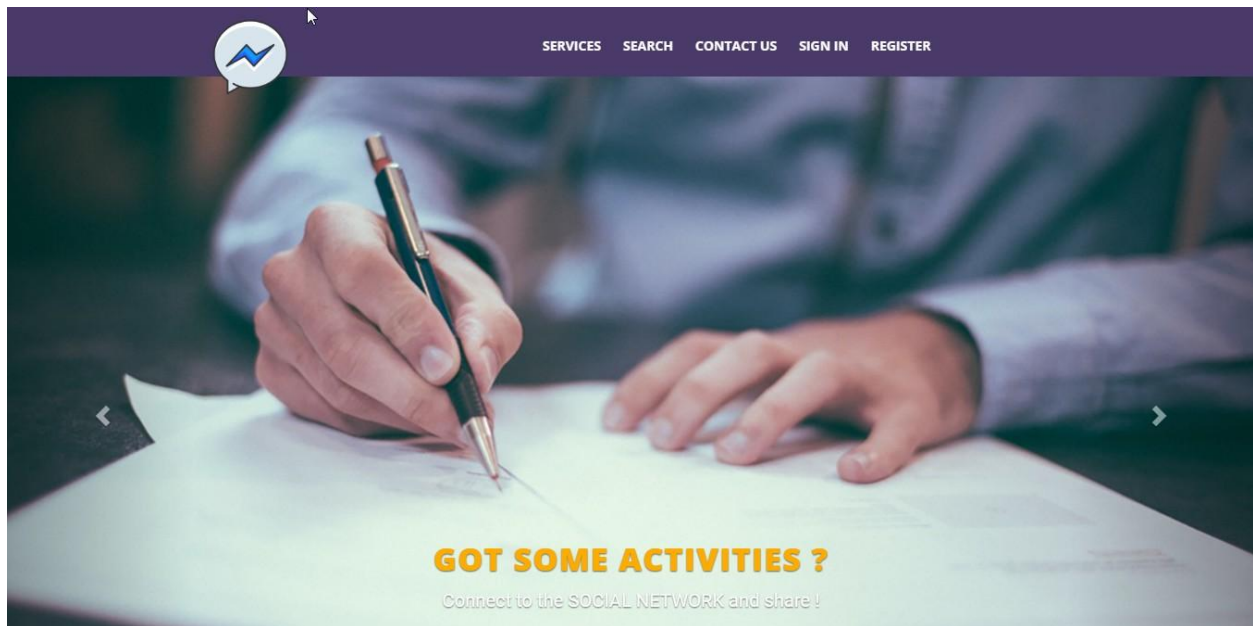 SERVICES SEARCH CONTACT US SIGN IN REGISTER
GOT SOME ACTIVITIES ?
Connect to the SOCIAL NETWORK and share !